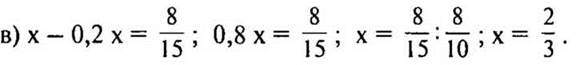 в) x − 0,2 x = 8/15 ; 0,8 x = 8/15 ; x = 8/15 : 8/10 ; x = 2/3 .